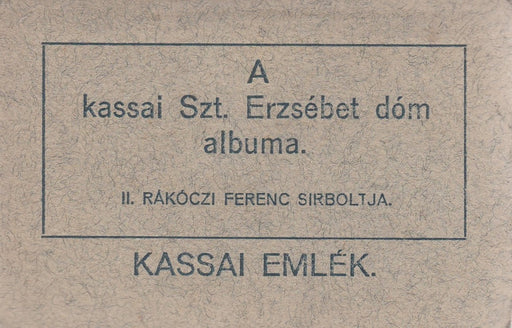 A
kassai Szt. Erzsébet dóm
albuma.
II. RÁKÓCZI FERENC SIRBOLTJA.
KASSAI EMLÉK.